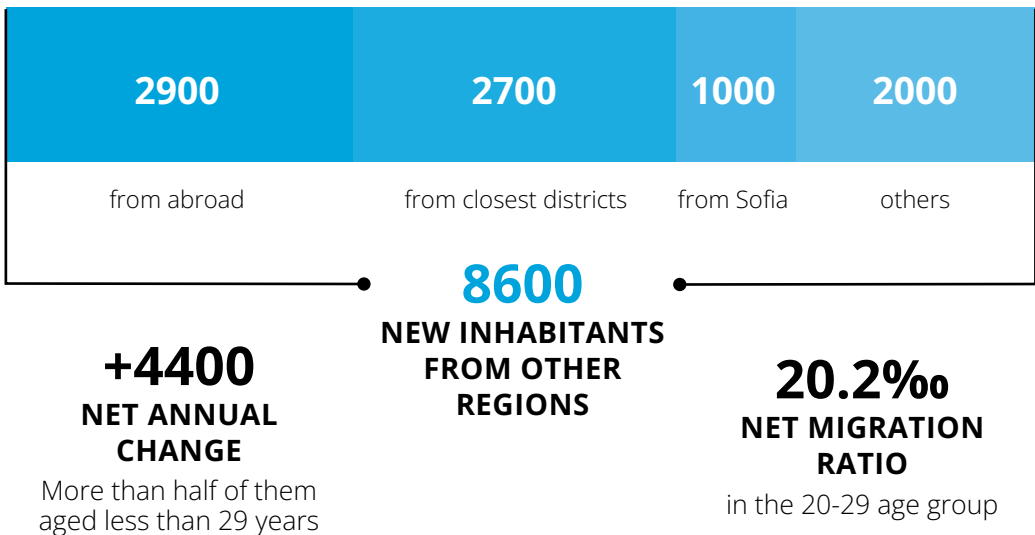 2900
2700
1000
2000
from abroad
from closest districts
from Sofia
others
8600
NEW INHABITANTS
FROM OTHER
REGIONS
+4400
NET ANNUAL
CHANGE
More than half of them
aged less than 29 years
20.2‰
NET MIGRATION
RATIO
in the 20-29 age group